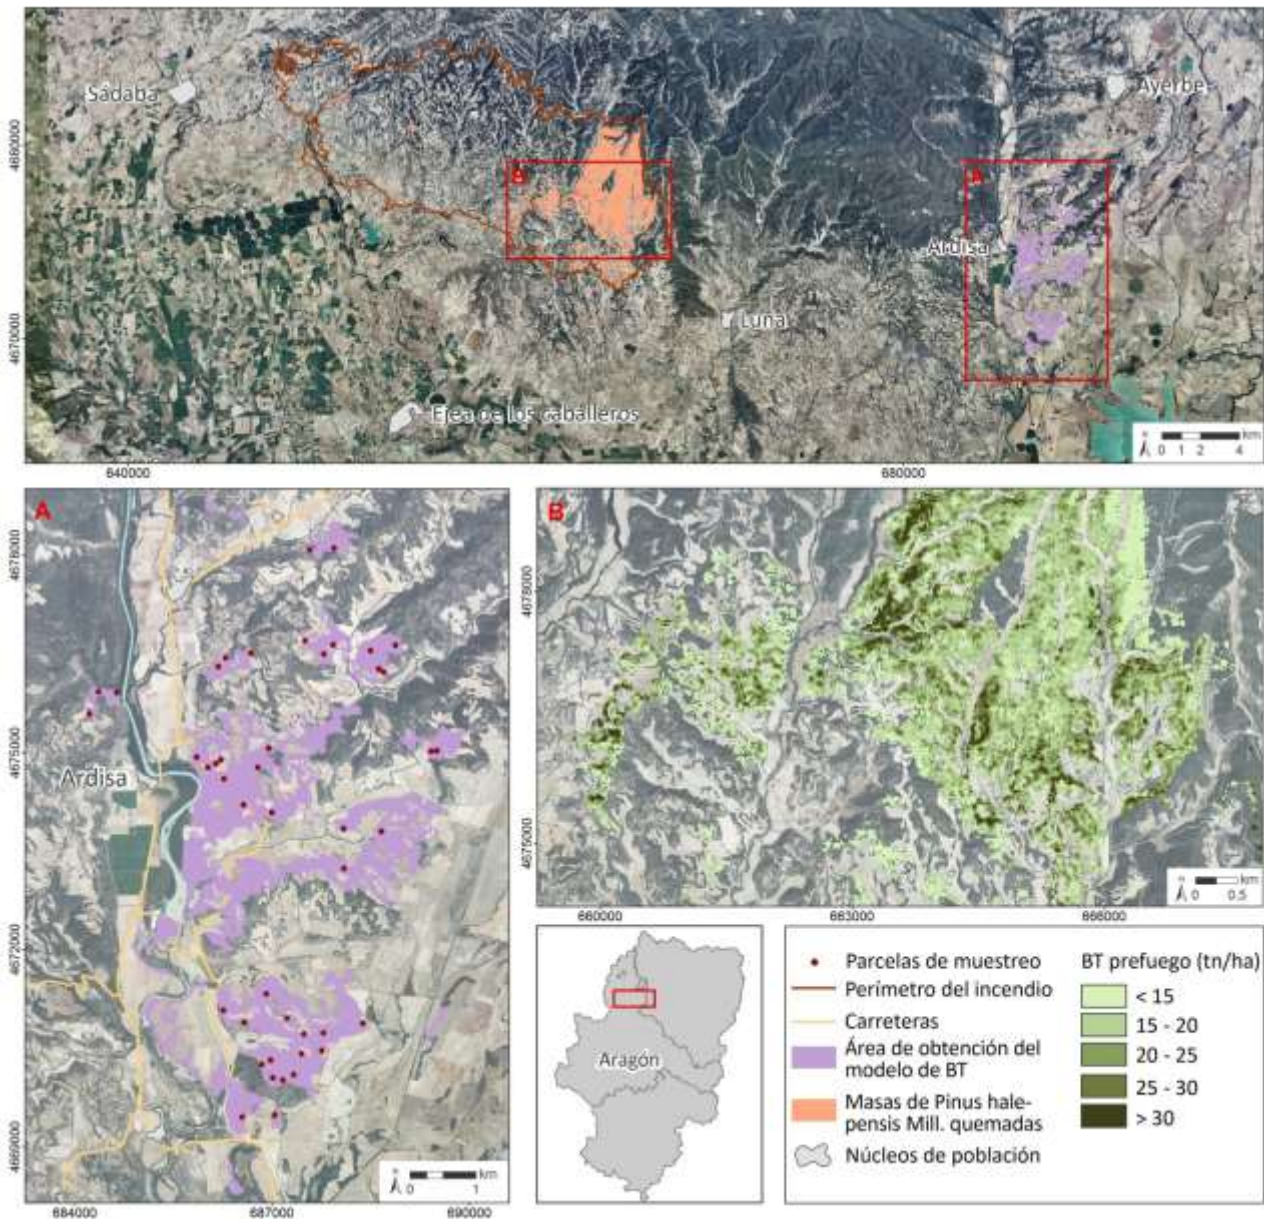 Sádaba
Ayerbe
4680000
B
A
Ardisa
Luna
4670000
Ejea de los caballeros
km
0 1 2 4
640000
680000
A
B
4678000
4678000
4675000
Ardisa
4675000
km
0 0.5
660000
663000
666000
4672000
4669000
km
0 1
684000
687000
690000
Aragón
Parcelas de muestreo
Perímetro del incendio
Carreteras
Área de obtención del
modelo de BT
Masas de Pinus hale-
pensis Mill. quemadas
Núcleos de población
BT prefuego (tn/ha)
< 15
15 - 20
20 - 25
25 - 30
> 30